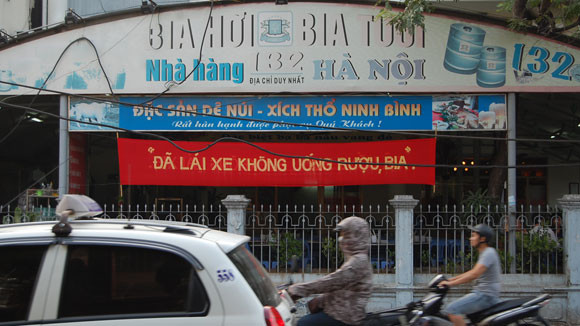 BIA HƠI BIA TƯƠI
Nhà hàng 132 HÀ NỘI 132
ĐỊA CHỈ DUY NHẤT
ĐẶC SẢN DÊ NÚI - XÍCH THỐ NINH BÌNH
Rất hân hạnh được phục vụ Quý Khách !
"ĐÃ LÁI XE KHÔNG UỐNG RƯỢU, BIA".